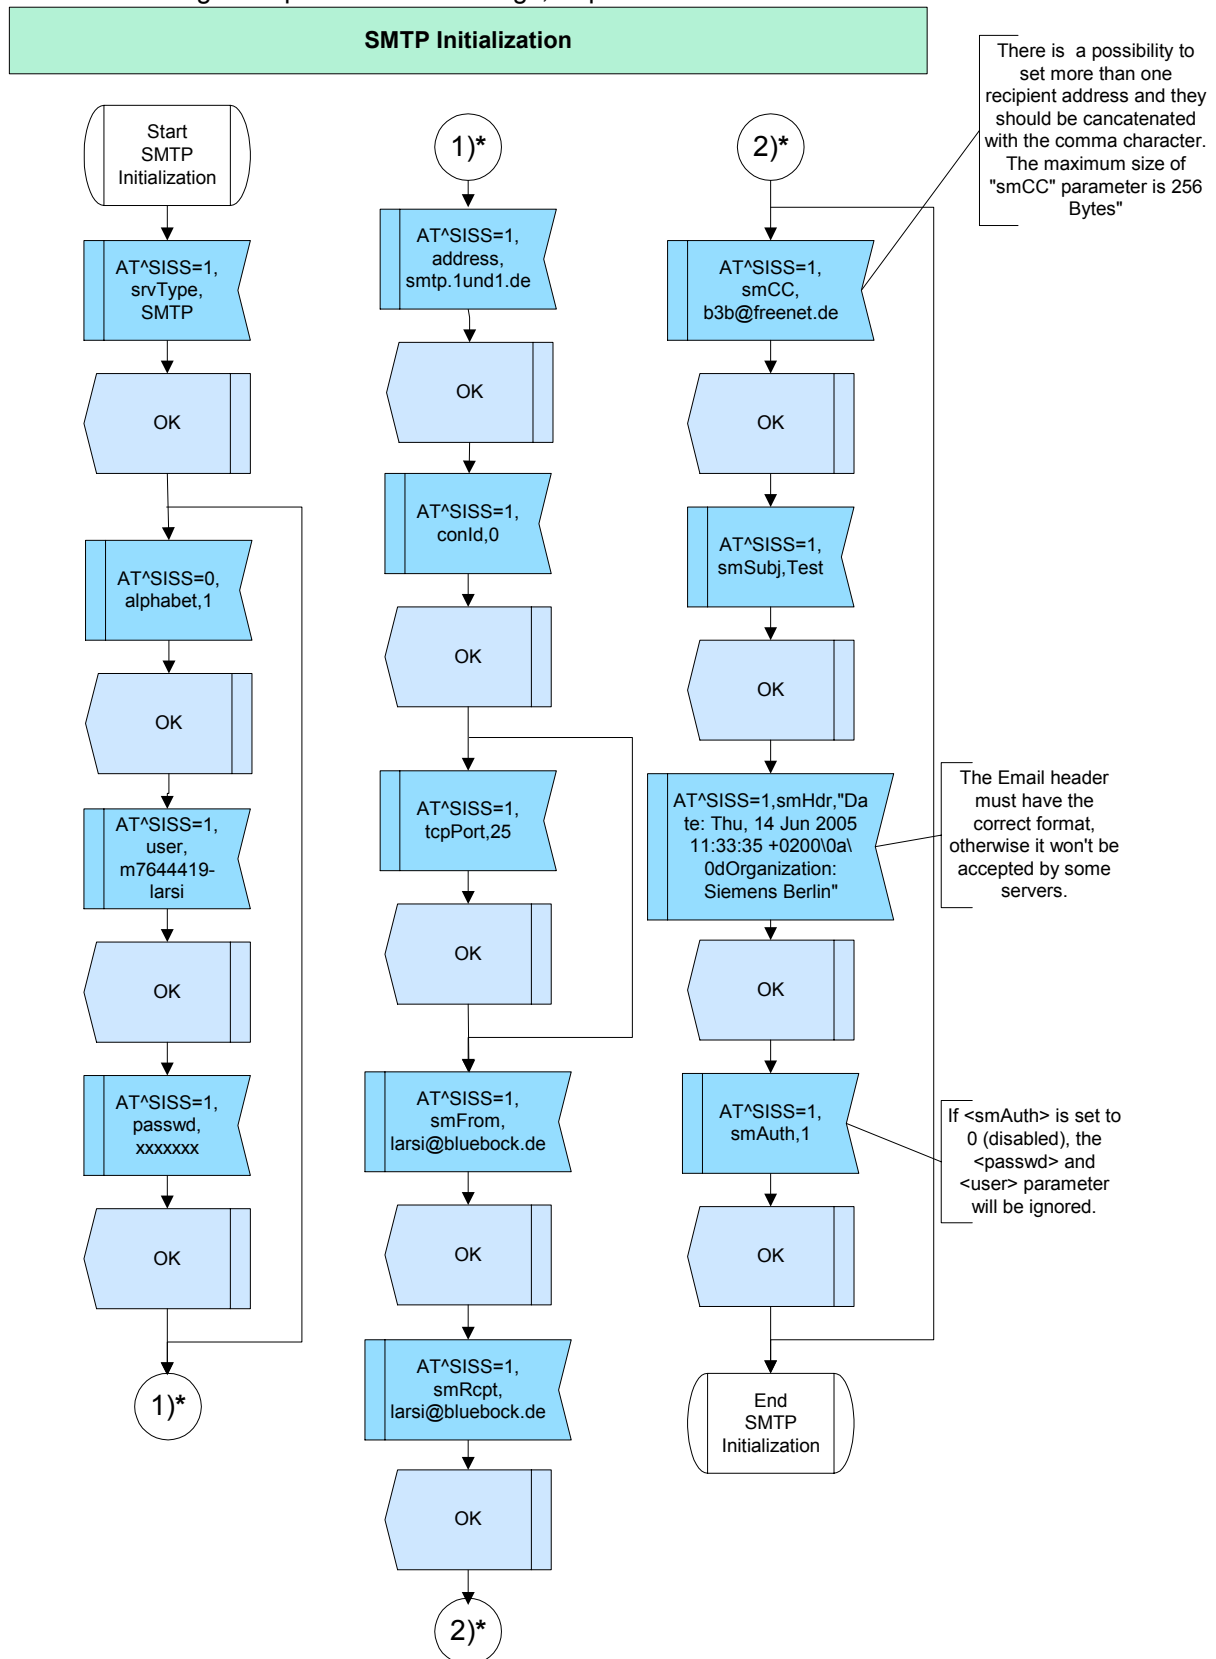 SMTP Initialization
Start
SMTP
Initialization
AT^SISS=1,
srvType,
SMTP
OK
AT^SISS=0,
alphabet,1
OK
AT^SISS=1,
user,
m7644419-
larsi
OK
AT^SISS=1,
passwd,
xxxxxxx
OK
1)*
1)*
AT^SISS=1,
address,
smtp.1und1.de
OK
AT^SISS=1,
conId,0
OK
AT^SISS=1,
tcpPort,25
OK
AT^SISS=1,
smFrom,
larsi@bluebock.de
OK
AT^SISS=1,
smRcpt,
larsi@bluebock.de
OK
2)*
2)*
AT^SISS=1,
smCC,
b3b@freenet.de
OK
AT^SISS=1,
smSubj,Test
OK
AT^SISS=1,smHdr,"Da
te: Thu, 14 Jun 2005
11:33:35 +0200\0a\
0dOrganization:
Siemens Berlin"
OK
AT^SISS=1,
smAuth,1
OK
End
SMTP
Initialization
There is a possibility to
set more than one
recipient address and they
should be cancatenated
with the comma character.
The maximum size of
"smCC" parameter is 256
Bytes"
The Email header
must have the
correct format,
otherwise it won't be
accepted by some
servers.
If <smAuth> is set to
0 (disabled), the
<passwd> and
<user> parameter
will be ignored.